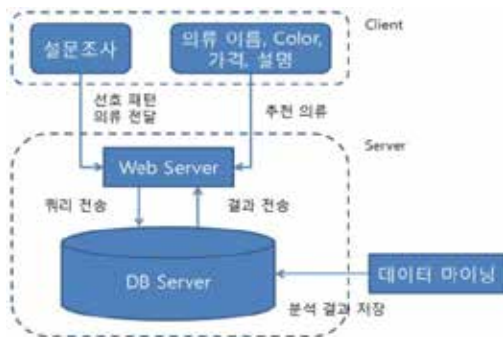 Client
설문조사
의류 이름, Color,
가격, 설명
선호 패턴
의류 전달
추천 의류
Server
Web Server
쿼리 전송
결과 전송
DB Server
데이터 마이닝
분석 결과 저장